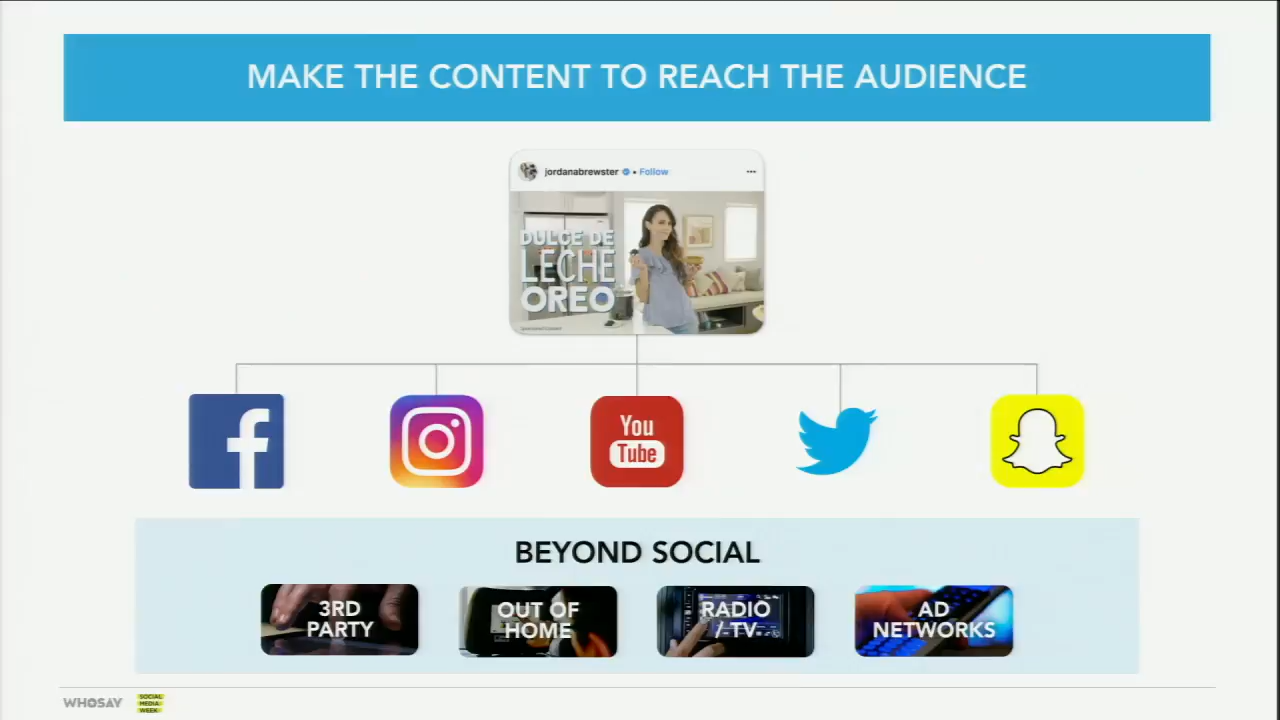 MAKE THE CONTENT TO REACH THE AUDIENCE
jordanabrewster • Follow
DULCE DE
LECHE
OREO
You
Tube
BEYOND SOCIAL
3RD
PARTY
OUT OF
HOME
RADIO
/ TV
AD
NETWORKS
WHOSAY
SOCIAL
MEDIA
WEEK